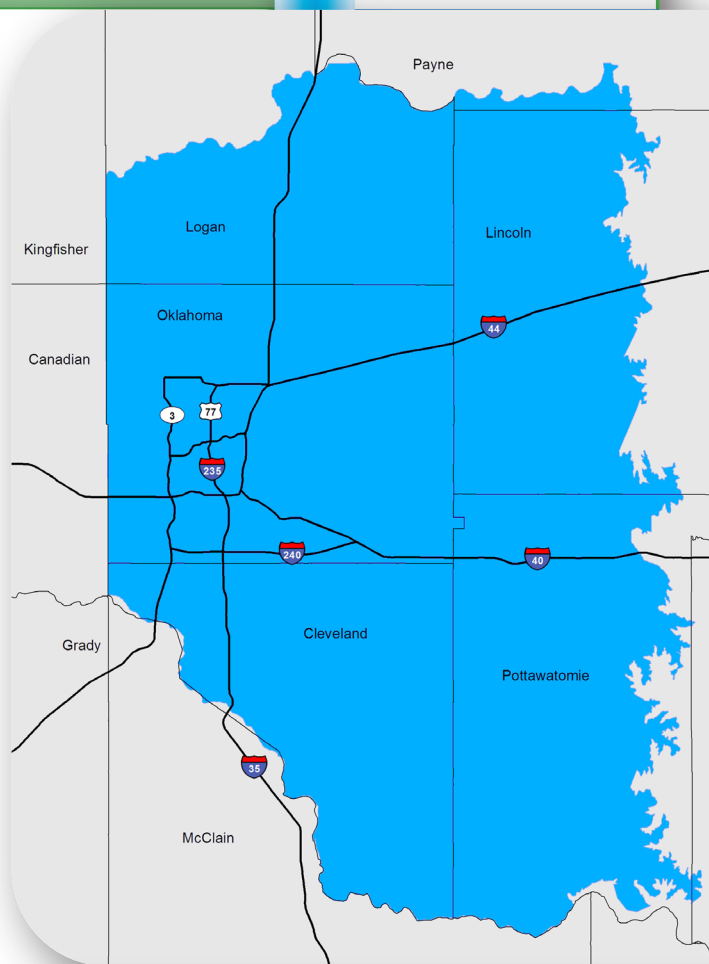 Payne
Logan
Lincoln
Kingfisher
Oklahoma
44
Canadian
3
77
235
240
40
Cleveland
Grady
Pottawatomie
35
McClain